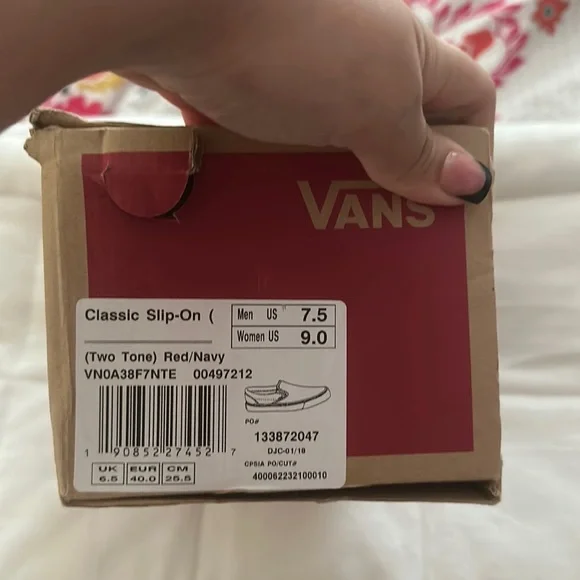 VANS
Classic Slip-On (
Men US 7.5
Women US 9.0
(Two Tone) Red/Navy
VN0A38F7NTE 00497212
PO#
133872047
DJC-01/18
CPSIA PO/CUT#
400062232100010
1 90852 27452 7
UK EUR CM
6.5 40.0 25.5